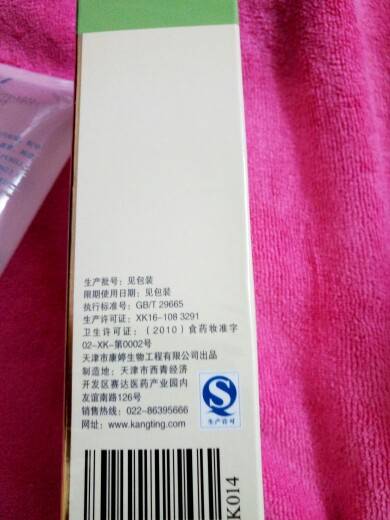 生产批号：见包装
限期使用日期：见包装
执行标准号：GB/T 29665
生产许可证：XK16-108 3291
卫生许可证：（2010）食药妆准字
02-XK-第0002号
天津市康婷生物工程有限公司出品
制造地：天津市西青经济
开发区赛达医药产业园内
友谊南路126号
销售热线：022-86395666
网址：www.kangting.com
生产许可
K014